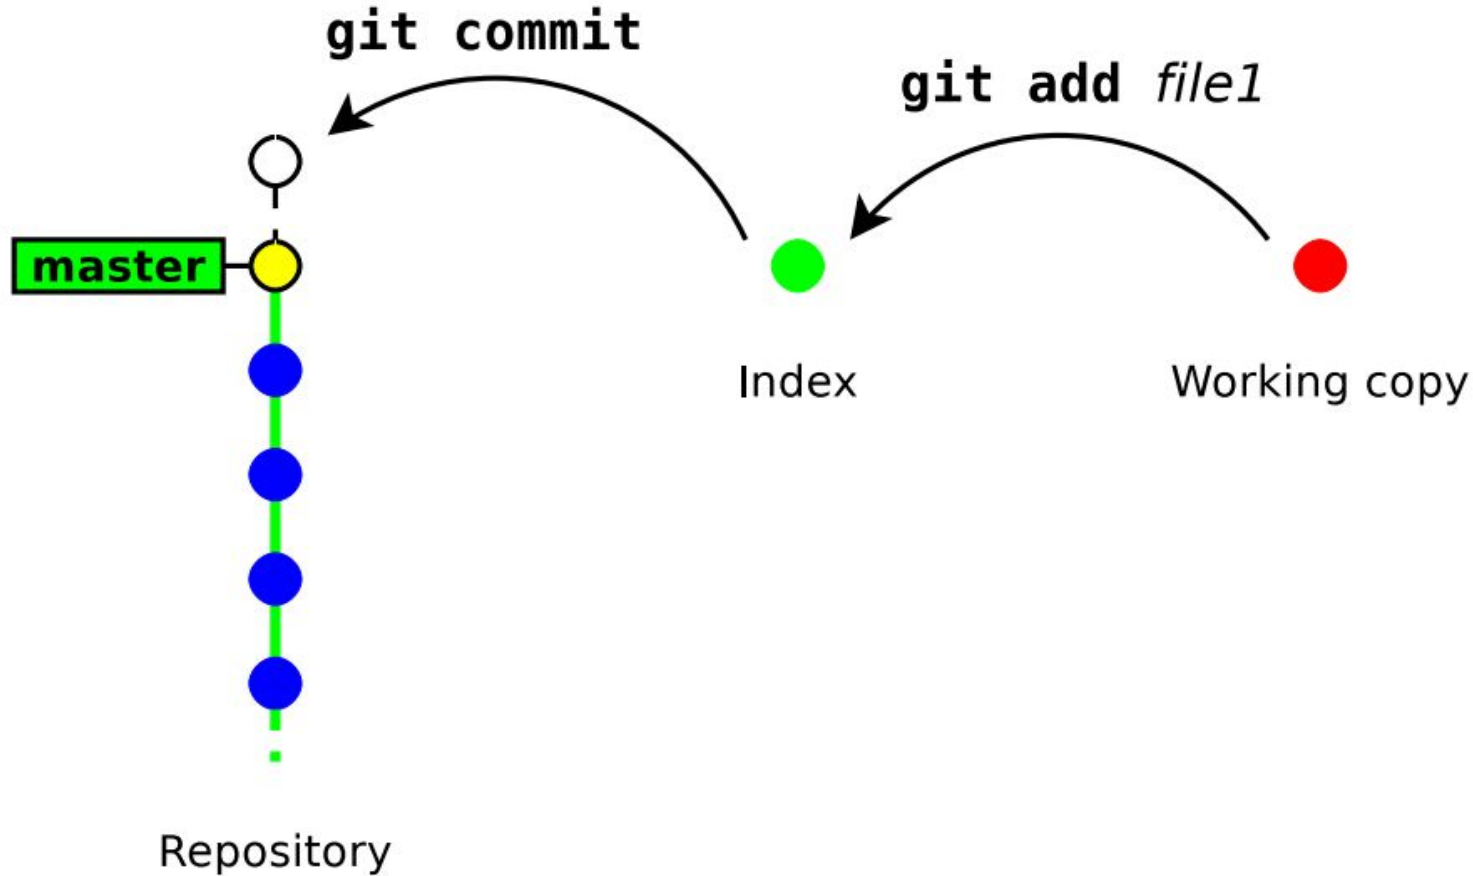 git commit
git add file1
master
Index
Working copy
Repository